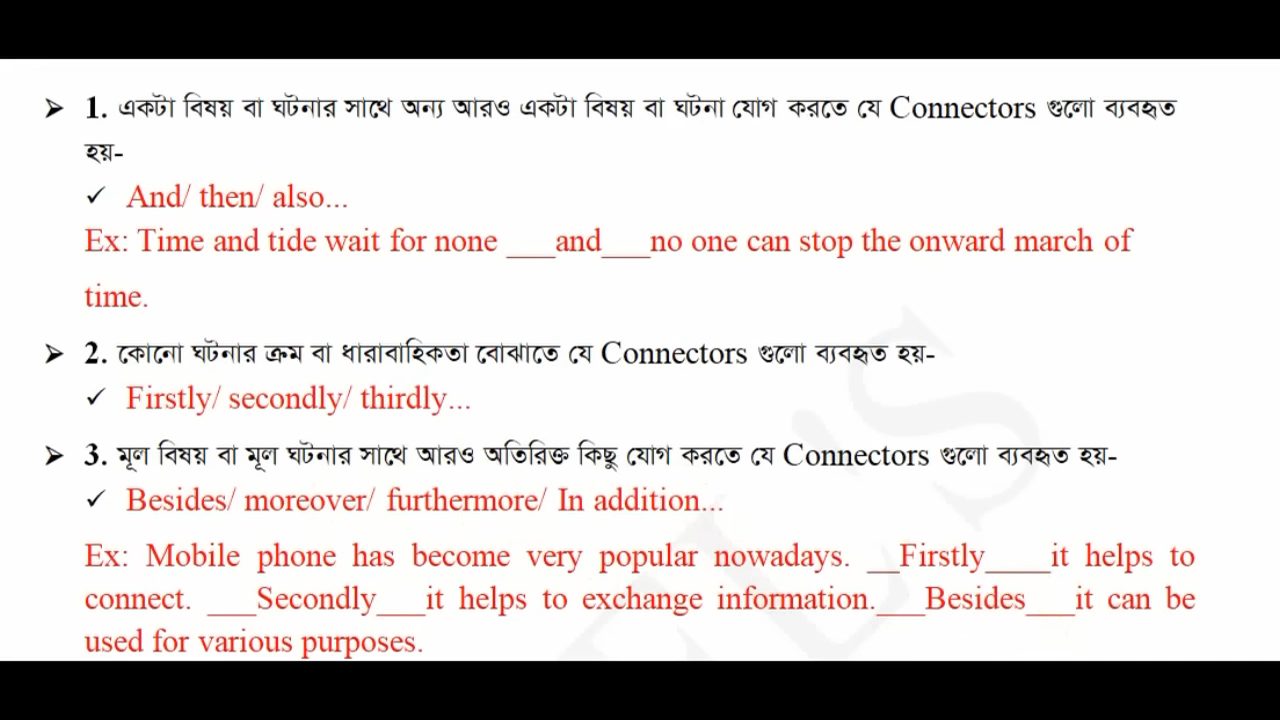 ➢ 1. একটা বিষয় বা ঘটনার সাথে অন্য আরও একটা বিষয় বা ঘটনা যোগ করতে যে Connectors গুলো ব্যবহৃত
হয়-
✓ And/ then/ also...
Ex: Time and tide wait for none ___and___no one can stop the onward march of
time.
➢ 2. কোনো ঘটনার ক্রম বা ধারাবাহিকতা বোঝাতে যে Connectors গুলো ব্যবহৃত হয়-
✓ Firstly/ secondly/ thirdly...
➢ 3. মূল বিষয় বা মূল ঘটনার সাথে আরও অতিরিক্ত কিছু যোগ করতে যে Connectors গুলো ব্যবহৃত হয়-
✓ Besides/ moreover/ furthermore/ In addition...
Ex: Mobile phone has become very popular nowadays. __Firstly____it helps to
connect. ___Secondly___it helps to exchange information.___Besides___it can be
used for various purposes.